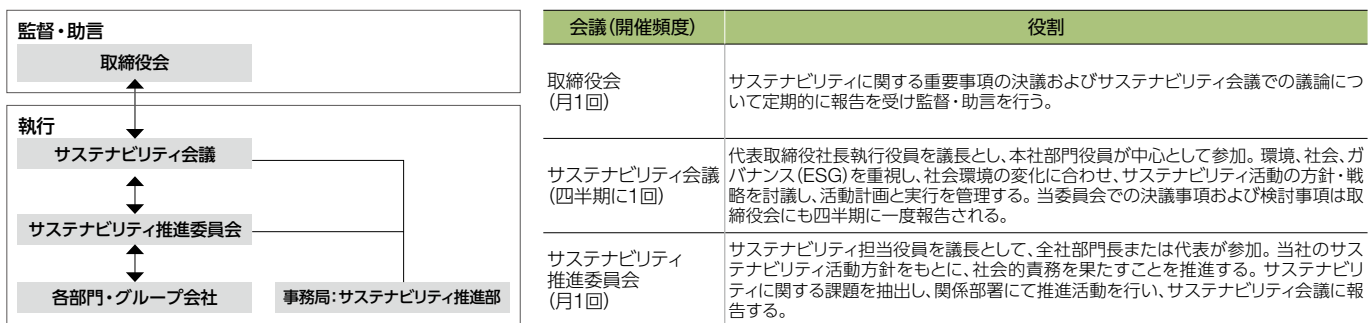 監督・助言
取締役会
執行
サステナビリティ会議
サステナビリティ推進委員会
各部門・グループ会社
事務局：サステナビリティ推進部
会議（開催頻度）
役割
取締役会
（月1回）
サステナビリティに関する重要事項の決議およびサステナビリティ会議での議論につ
いて定期的に報告を受け監督・助言を行う。
サステナビリティ会議
（四半期に1回）
代表取締役社長執行役員を議長とし、本社部門役員が中心として参加。環境、社会、ガ
バナンス（ESG）を重視し、社会環境の変化に合わせ、サステナビリティ活動の方針・戦
略を討議し、活動計画と実行を管理する。当委員会での決議事項および検討事項は取
締役会にも四半期に一度報告される。
サステナビリティ
推進委員会
（月1回）
サステナビリティ担当役員を議長として、全社部門長または代表が参加。当社のサス
テナビリティ活動方針をもとに、社会的責務を果たすことを推進する。サステナビリ
ティに関する課題を抽出し、関係部署にて推進活動を行い、サステナビリティ会議に報
告する。